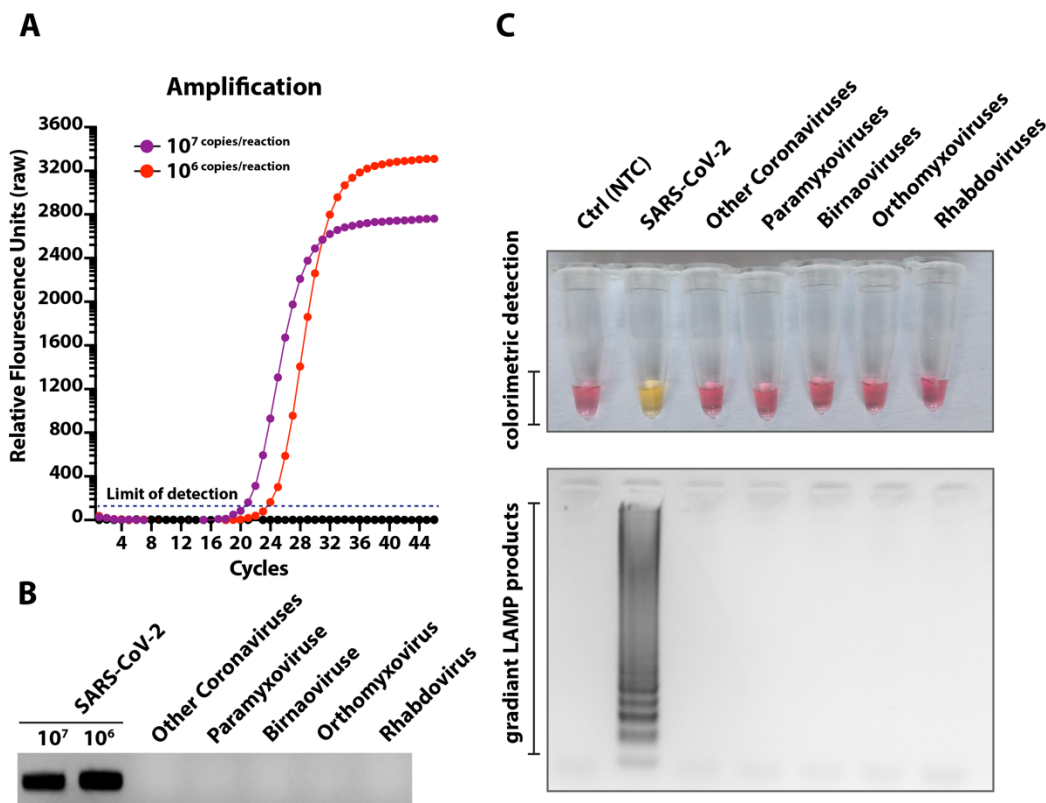 A
Amplification
10⁷ copies/reaction
10⁶ copies/reaction
Relative Flourescence Units (raw)
3600
3200
2800
2400
2000
1600
1200
800
400
0
Limit of detection
4 8 12 16 20 24 28 32 36 40 44
Cycles
B
SARS-CoV-2
10⁷ 10⁶
Other Coronaviruses
Paramyxoviruse
Birnaoviruse
Orthomyxovirus
Rhabdovirus
C
Ctrl (NTC)
SARS-CoV-2
Other Coronaviruses
Paramyxoviruses
Birnaoviruses
Orthomyxoviruses
Rhabdoviruses
colorimetric detection
gradiant LAMP products